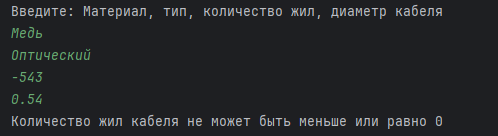 Введите: Материал, тип, количество жил, диаметр кабеля
Медь
Оптический
-543
0.54
Количество жил кабеля не может быть меньше или равно 0